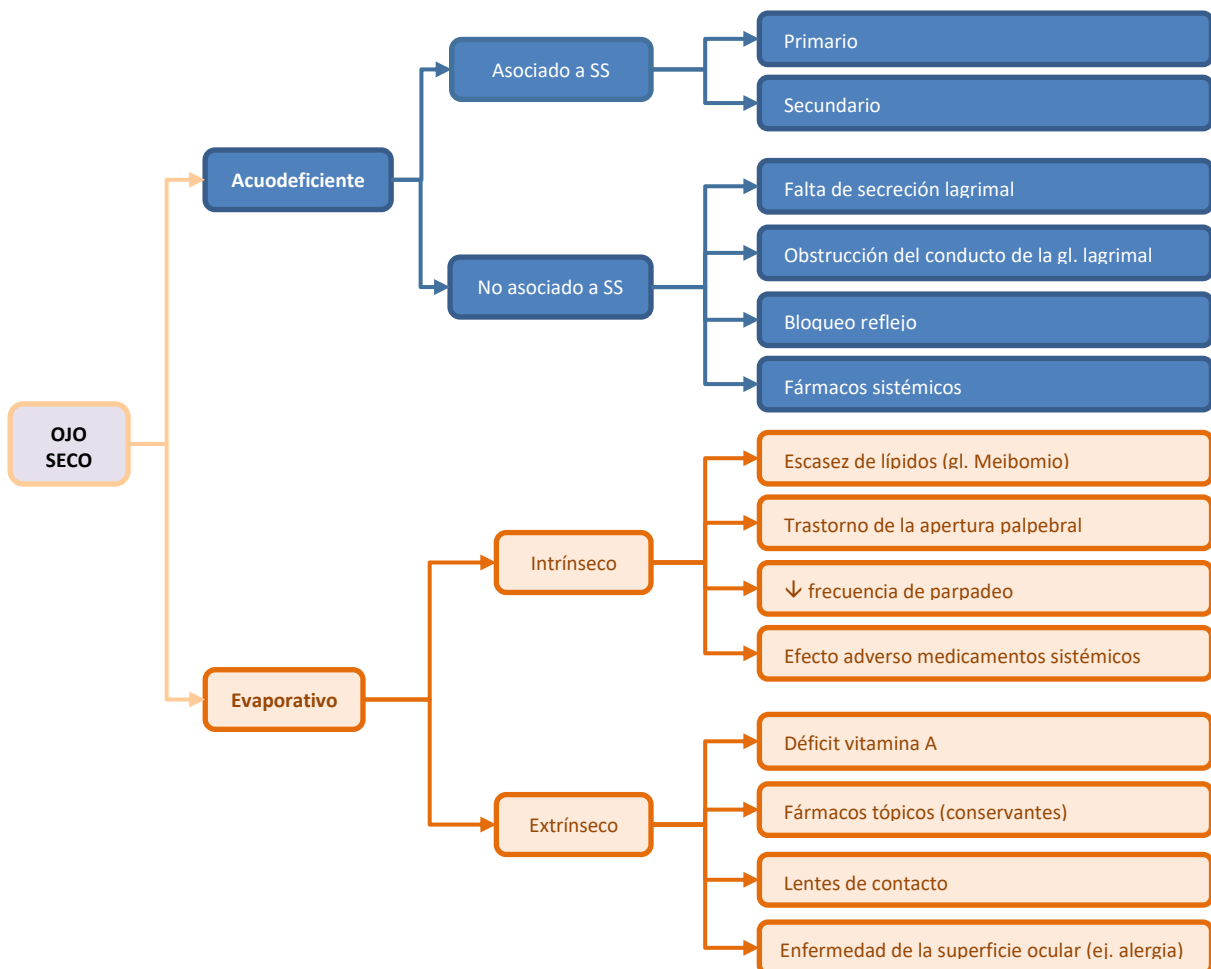 OJO
SECO
Acuodeficiente
Asociado a SS
Primario
Secundario
No asociado a SS
Falta de secreción lagrimal
Obstrucción del conducto de la gl. lagrimal
Bloqueo reflejo
Fármacos sistémicos
Evaporativo
Intrínseco
Escasez de lípidos (gl. Meibomio)
Trastorno de la apertura palpebral
↓ frecuencia de parpadeo
Efecto adverso medicamentos sistémicos
Extrínseco
Déficit vitamina A
Fármacos tópicos (conservantes)
Lentes de contacto
Enfermedad de la superficie ocular (ej. alergia)